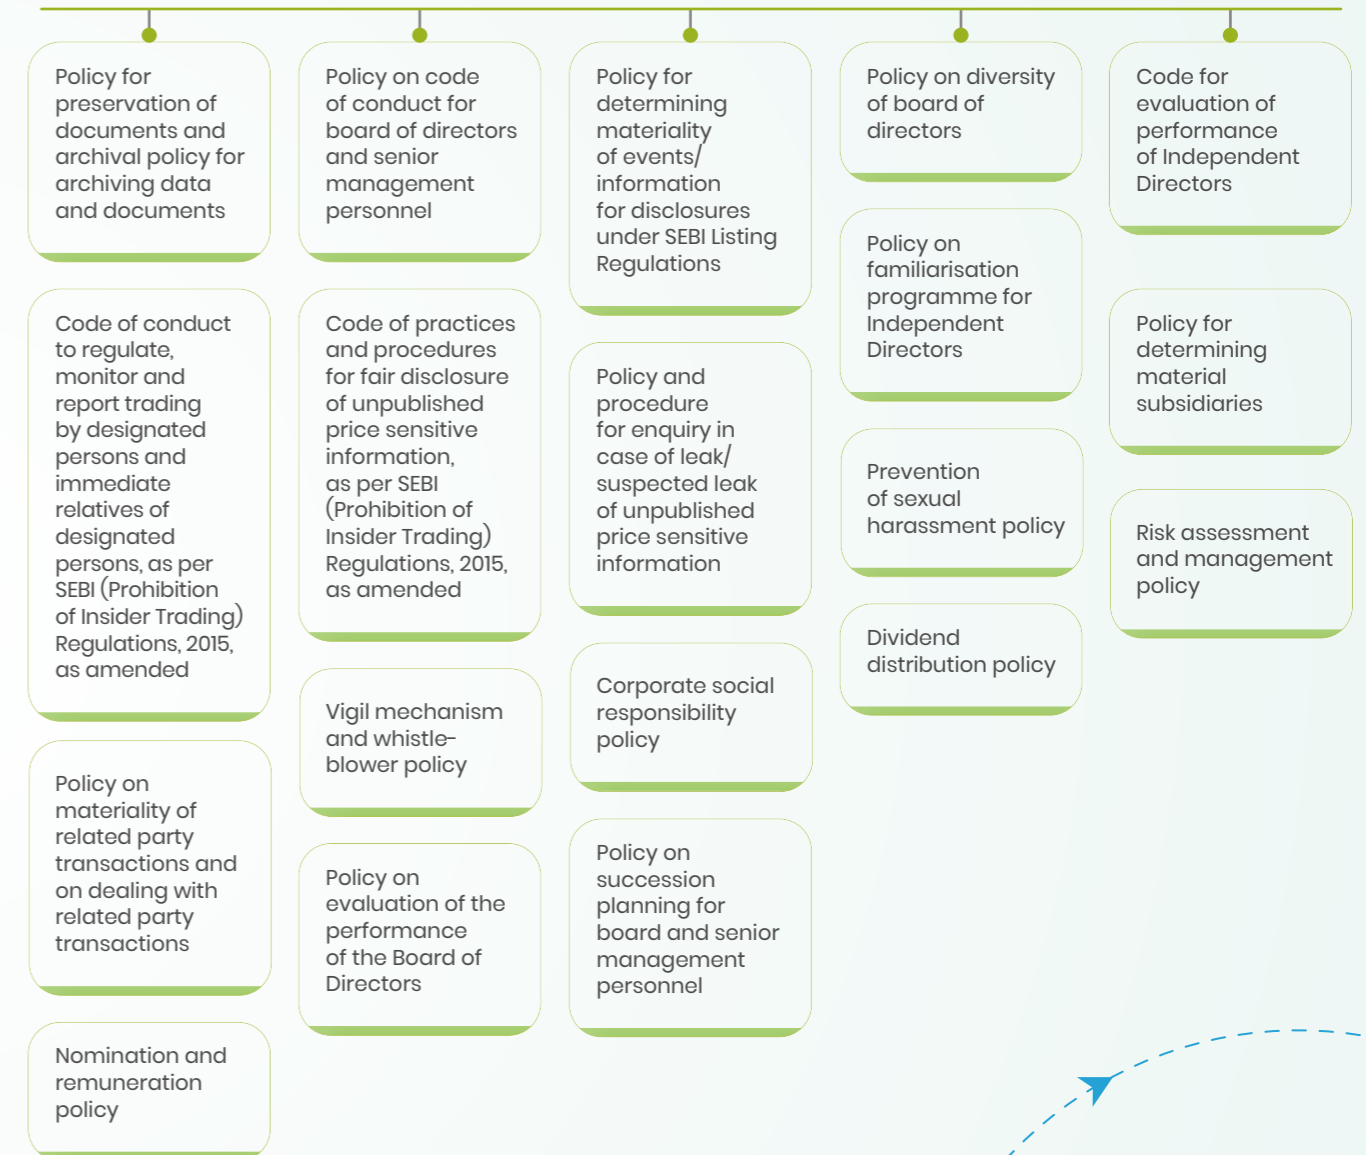 Policy for
preservation of
documents and
archival policy for
archiving data
and documents
Code of conduct
to regulate,
monitor and
report trading
by designated
persons and
immediate
relatives of
designated
persons, as per
SEBI (Prohibition
of Insider Trading)
Regulations, 2015,
as amended
Policy on
materiality of
related party
transactions and
on dealing with
related party
transactions
Nomination and
remuneration
policy
Policy on code
of conduct for
board of directors
and senior
management
personnel
Code of practices
and procedures
for fair disclosure
of unpublished
price sensitive
information,
as per SEBI
(Prohibition of
Insider Trading)
Regulations, 2015,
as amended
Vigil mechanism
and whistle-
blower policy
Policy on
evaluation of the
performance
of the Board of
Directors
Policy for
determining
materiality
of events/
information
for disclosures
under SEBI Listing
Regulations
Policy and
procedure
for enquiry in
case of leak/
suspected leak
of unpublished
price sensitive
information
Corporate social
responsibility
policy
Policy on
succession
planning for
board and senior
management
personnel
Policy on diversity
of board of
directors
Policy on
familiarisation
programme for
Independent
Directors
Prevention
of sexual
harassment policy
Dividend
distribution policy
Code for
evaluation of
performance
of Independent
Directors
Policy for
determining
material
subsidiaries
Risk assessment
and management
policy